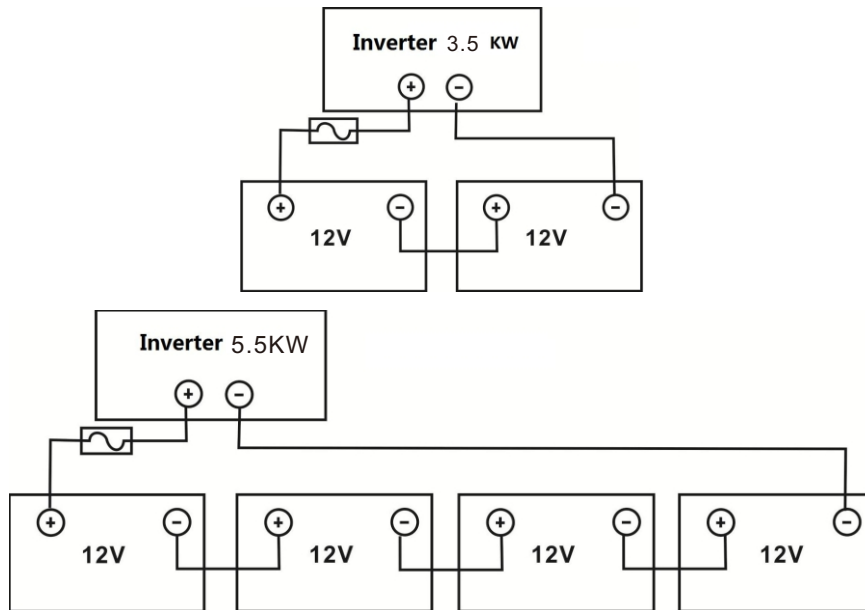 Inverter 3.5 KW
+ −
+ − + −
12V 12V
Inverter 5.5KW
+ −
+ − + − + − + −
12V 12V 12V 12V